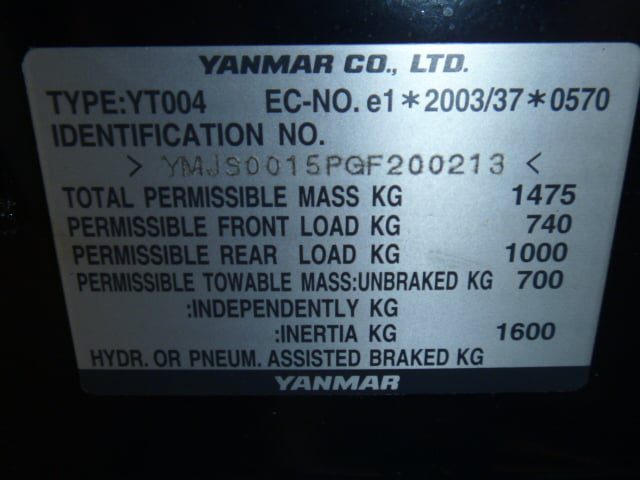 YANMAR CO., LTD.
TYPE:YT004 EC-NO. e1*2003/37*0570
IDENTIFICATION NO.
> YMJS0015PGF200213 <
TOTAL PERMISSIBLE MASS KG 1475
PERMISSIBLE FRONT LOAD KG 740
PERMISSIBLE REAR LOAD KG 1000
PERMISSIBLE TOWABLE MASS:UNBRAKED KG 700
:INDEPENDENTLY KG
:INERTIA KG 1600
HYDR. OR PNEUM. ASSISTED BRAKED KG
YANMAR